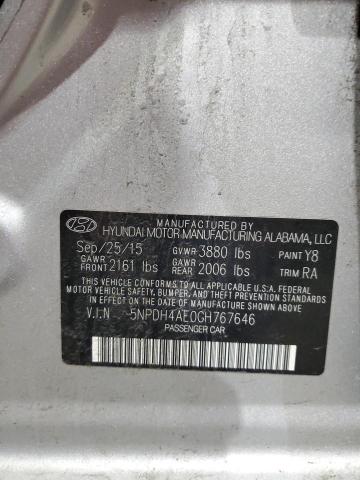 MANUFACTURED BY
HYUNDAI MOTOR MANUFACTURING ALABAMA, LLC
Sep/25/15 GVWR 3880 lbs PAINT Y8
GAWR FRONT 2161 lbs GAWR REAR 2006 lbs TRIM RA
THIS VEHICLE CONFORMS TO ALL APPLICABLE U.S.A. FEDERAL
MOTOR VEHICLE SAFETY, BUMPER, AND THEFT PREVENTION STANDARDS
IN EFFECT ON THE DATE OF MANUFACTURE SHOWN ABOVE.
V.I.N 5NPDH4AE0GH767646
PASSENGER CAR